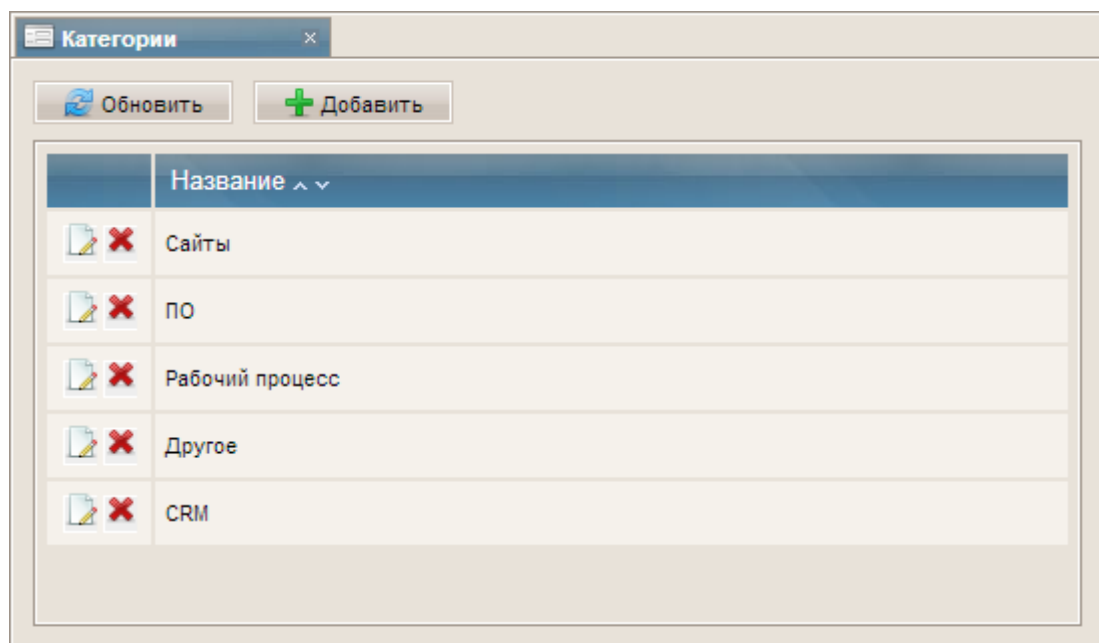 Категории
Обновить Добавить
Название
Сайты
ПО
Рабочий процесс
Другое
CRM